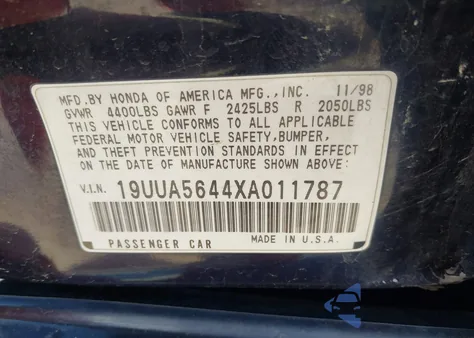 MFD.BY HONDA OF AMERICA MFG.,INC. 11/98
GVWR 4400LBS GAWR F 2425LBS R 2050LBS
THIS VEHICLE CONFORMS TO ALL APPLICABLE
FEDERAL MOTOR VEHICLE SAFETY,BUMPER,
AND THEFT PREVENTION STANDARDS IN EFFECT
ON THE DATE OF MANUFACTURE SHOWN ABOVE:
V.I.N. 19UUA5644XA011787
PASSENGER CAR MADE IN U.S.A.